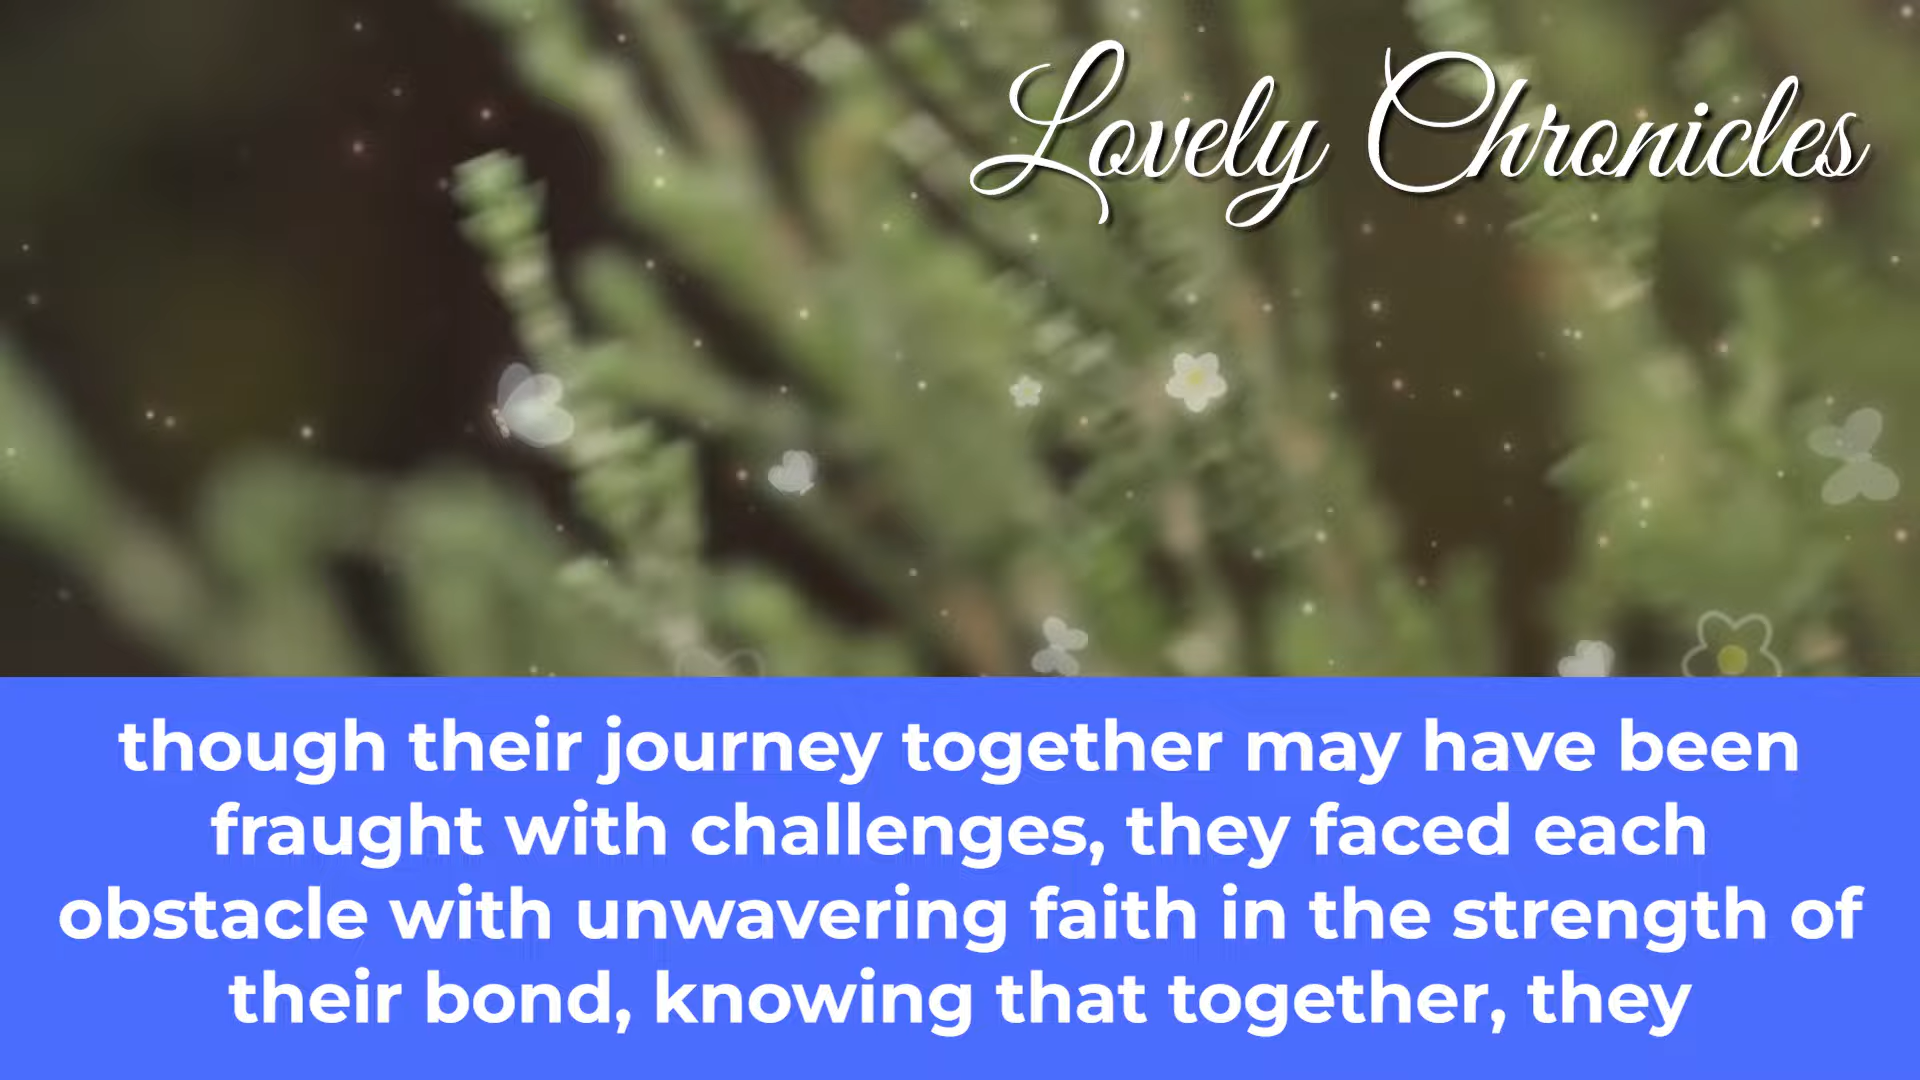 Lovely Chronicles
though their journey together may have been
fraught with challenges, they faced each
obstacle with unwavering faith in the strength of
their bond, knowing that together, they